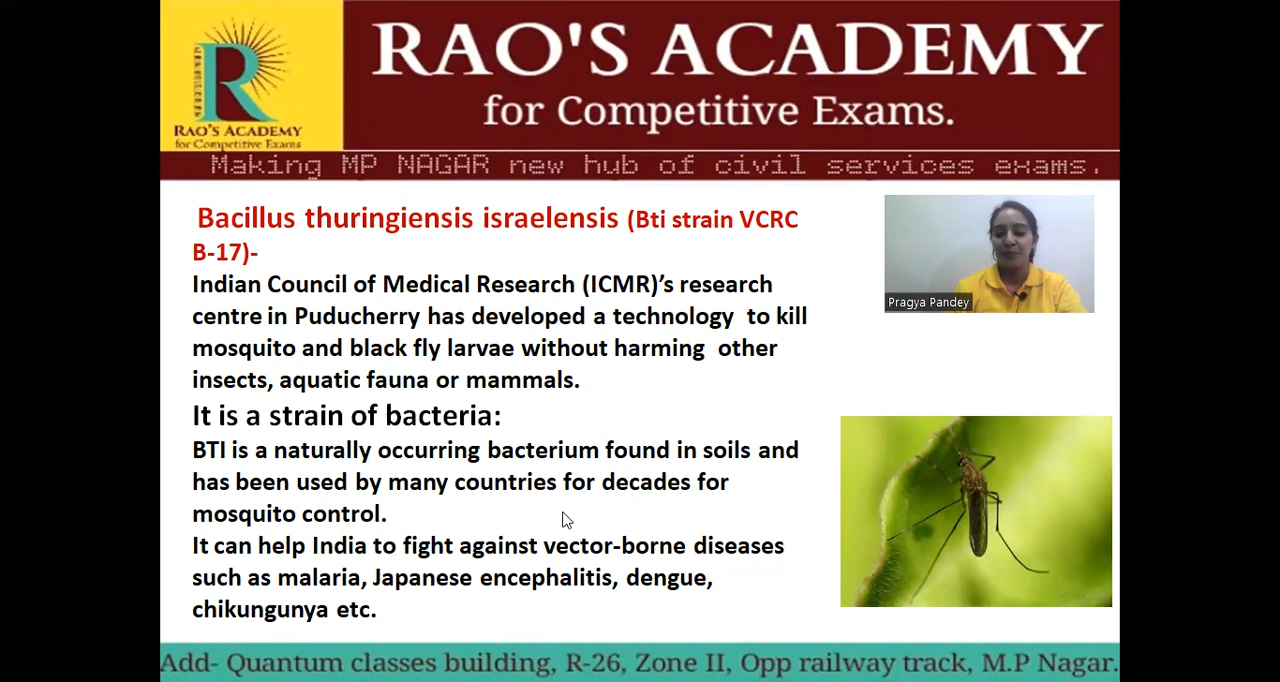 RAO'S ACADEMY
for Competitive Exams.
R
RAO'S ACADEMY
for Competitive Exams
Making MP NAGAR new hub of civil services exams.
Bacillus thuringiensis israelensis (Bti strain VCRC
B-17)-
Indian Council of Medical Research (ICMR)’s research
centre in Puducherry has developed a technology to kill
mosquito and black fly larvae without harming other
insects, aquatic fauna or mammals.
It is a strain of bacteria:
BTI is a naturally occurring bacterium found in soils and
has been used by many countries for decades for
mosquito control.
It can help India to fight against vector-borne diseases
such as malaria, Japanese encephalitis, dengue,
chikungunya etc.
Pragya Pandey
Add- Quantum classes building, R-26, Zone II, Opp railway track, M.P Nagar.